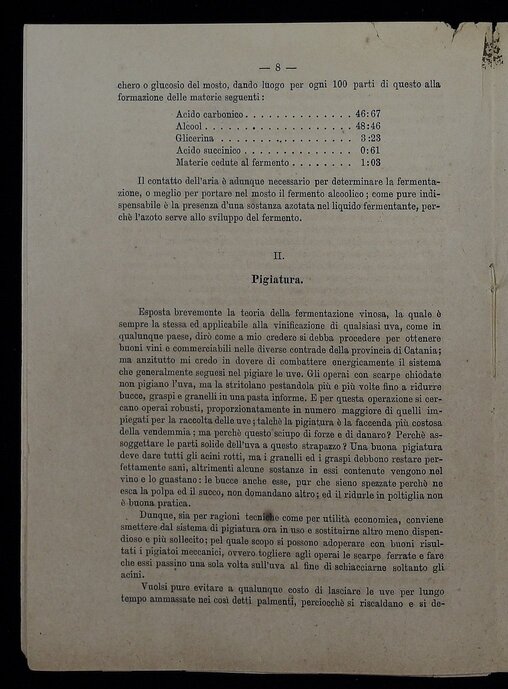 — 8 —
chero o glucosio del mosto, dando luogo per ogni 100 parti di questo alla
formazione delle materie seguenti:
Acido carbonico . . . . . . . . . . . . . . 46:67
Alcool . . . . . . . . . . . . . . . . . . 48:46
Glicerina . . . . . . . . . . . . . . . . . 3:23
Acido succinico . . . . . . . . . . . . . . 0:61
Materie cedute al fermento . . . . . . . . 1:03
Il contatto dell'aria è adunque necessario per determinare la fermenta-
zione, o meglio per portare nel mosto il fermento alcoolico; come pure indi-
spensabile è la presenza d'una sostanza azotata nel liquido fermentante, per-
chè l'azoto serve allo sviluppo del fermento.
II.
Pigiatura.
Esposta brevemente la teoria della fermentazione vinosa, la quale è
sempre la stessa ed applicabile alla vinificazione di qualsiasi uva, come in
qualunque paese, dirò come a mio credere si debba procedere per ottenere
buoni vini e commerciabili nelle diverse contrade della provincia di Catania;
ma anzitutto mi credo in dovere di combattere energicamente il sistema
che generalmente seguesi nel pigiare le uve. Gli operai con scarpe chiodate
non pigiano l'uva, ma la stritolano pestandola più e più volte fino a ridurre
bucce, graspi e granelli in una pasta informe. E per questa operazione si cer-
cano operai robusti, proporzionatamente in numero maggiore di quelli im-
piegati per la raccolta delle uve; talchè la pigiatura è la faccenda più costosa
della vendemmia; ma perchè questo sciupo di forze e di danaro? Perchè as-
soggettare le parti solide dell'uva a questo strapazzo? Una buona pigiatura
deve dare tutti gli acini rotti, ma i granelli ed i graspi debbono restare per-
fettamente sani, altrimenti alcune sostanze in essi contenute vengono nel
vino e lo guastano: le bucce anche esse, pur che sieno spezzate perchè ne
esca la polpa ed il succo, non domandano altro; ed il ridurle in poltiglia non
è buona pratica.
Dunque, sia per ragioni tecniche come per utilità economica, conviene
smettere dal sistema di pigiatura ora in uso e sostituirne altro meno dispen-
dioso e più sollecito; pel quale scopo si possono adoperare con buoni risul-
tati i pigiatoi meccanici, ovvero togliere agli operai le scarpe ferrate e fare
che essi passino una sola volta sull'uva al fine di schiacciarne soltanto gli
acini.
Vuolsi pure evitare a qualunque costo di lasciare le uve per lungo
tempo ammassate nei così detti palmenti, perciocchè si riscaldano e si de-